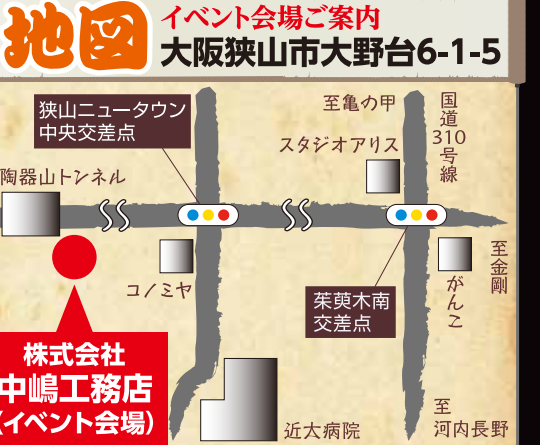 地図
イベント会場ご案内
大阪狭山市大野台6-1-5
狭山ニュータウン
中央交差点
至亀の甲
国道310号線
スタジオアリス
陶器山トンネル
コノミヤ
至金剛
がんこ
茱萸木南
交差点
株式会社
中嶋工務店
(イベント会場)
近大病院
至
河内長野